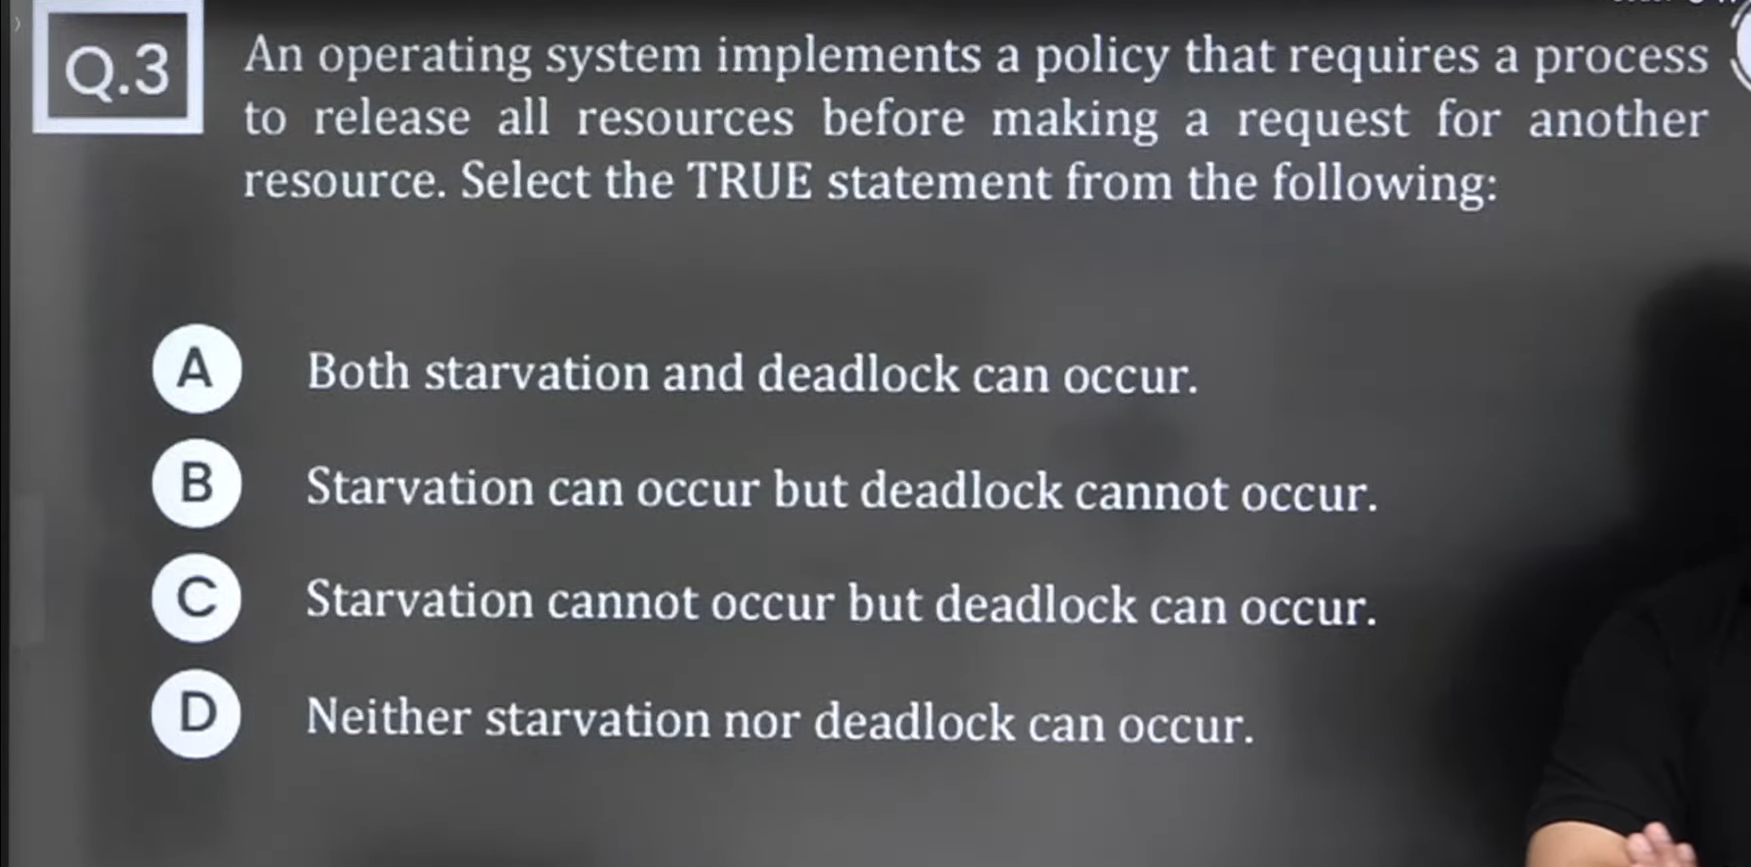 Q.3
An operating system implements a policy that requires a process
to release all resources before making a request for another
resource. Select the TRUE statement from the following:
A Both starvation and deadlock can occur.
B Starvation can occur but deadlock cannot occur.
C Starvation cannot occur but deadlock can occur.
D Neither starvation nor deadlock can occur.